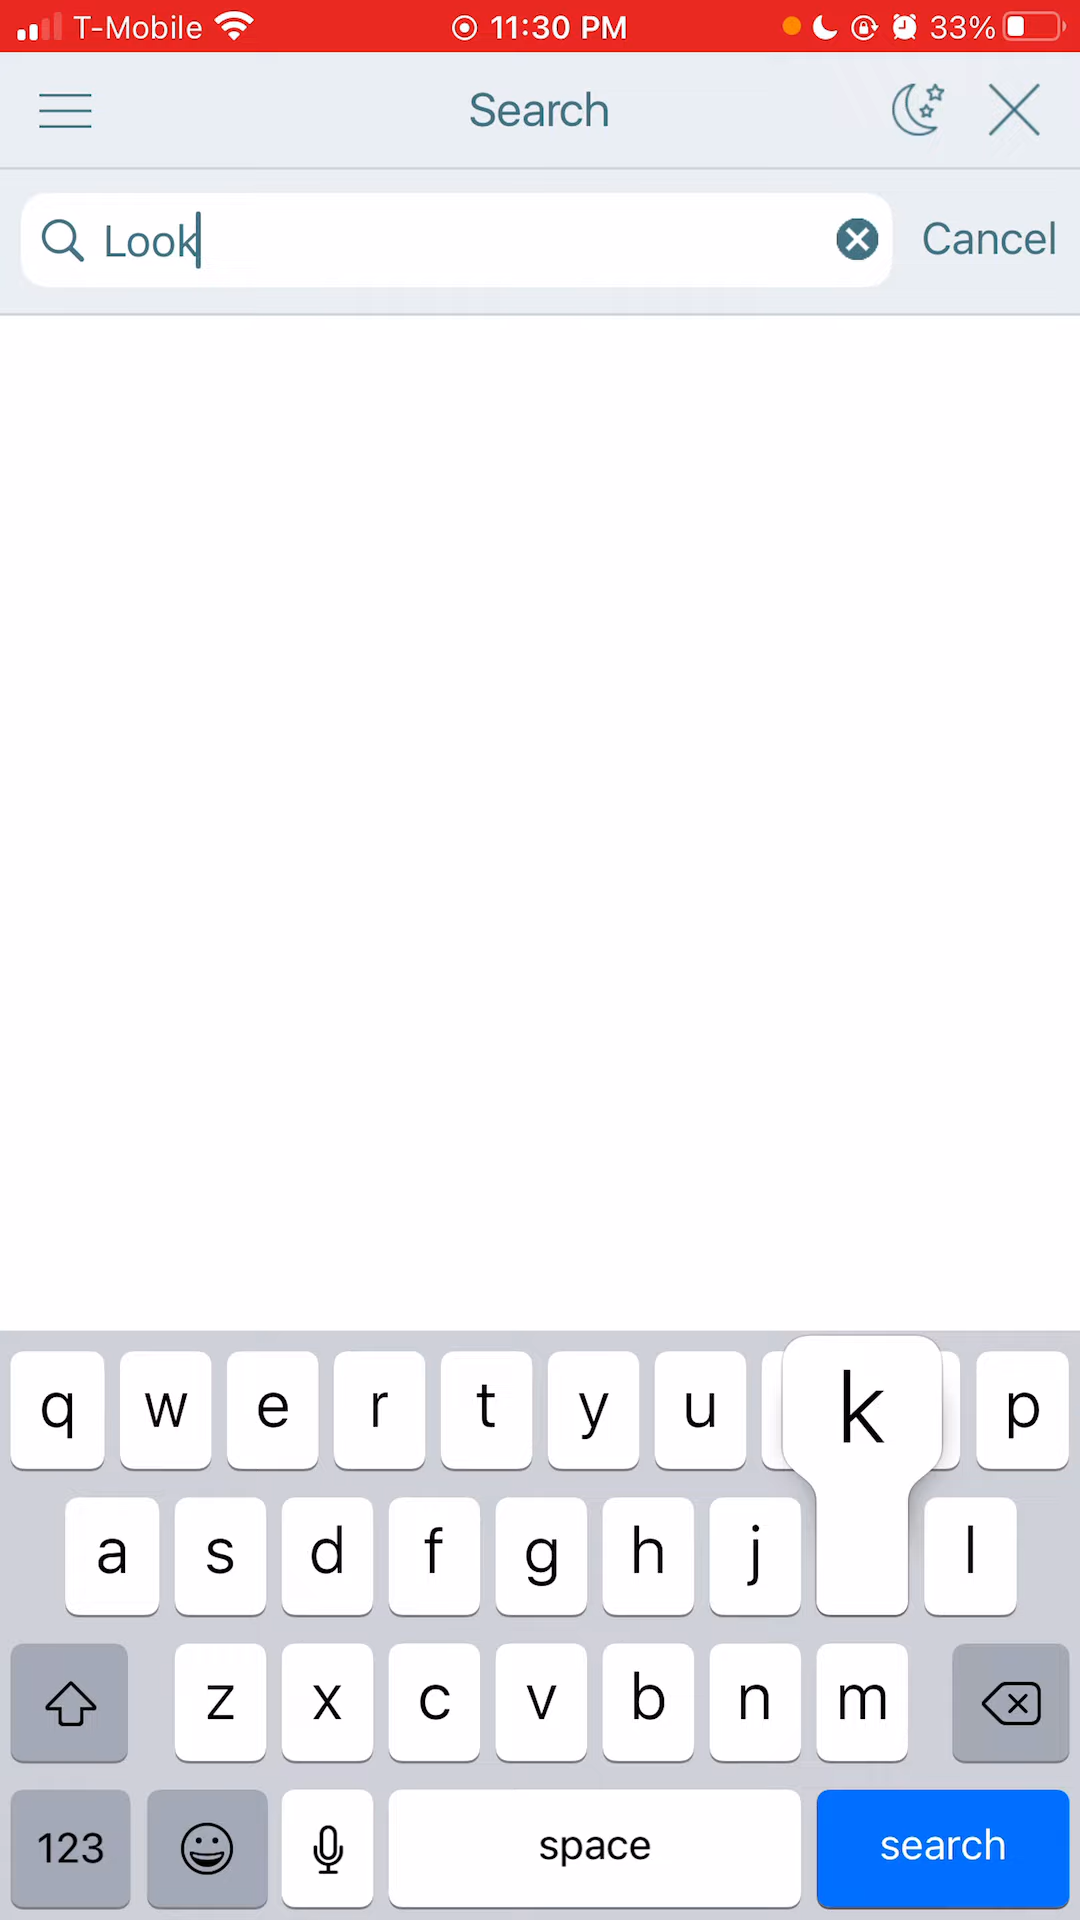 T-Mobile 11:30 PM 33%
Search
Look Cancel
q w e r t y u k p
a s d f g h j l
z x c v b n m
123 space search